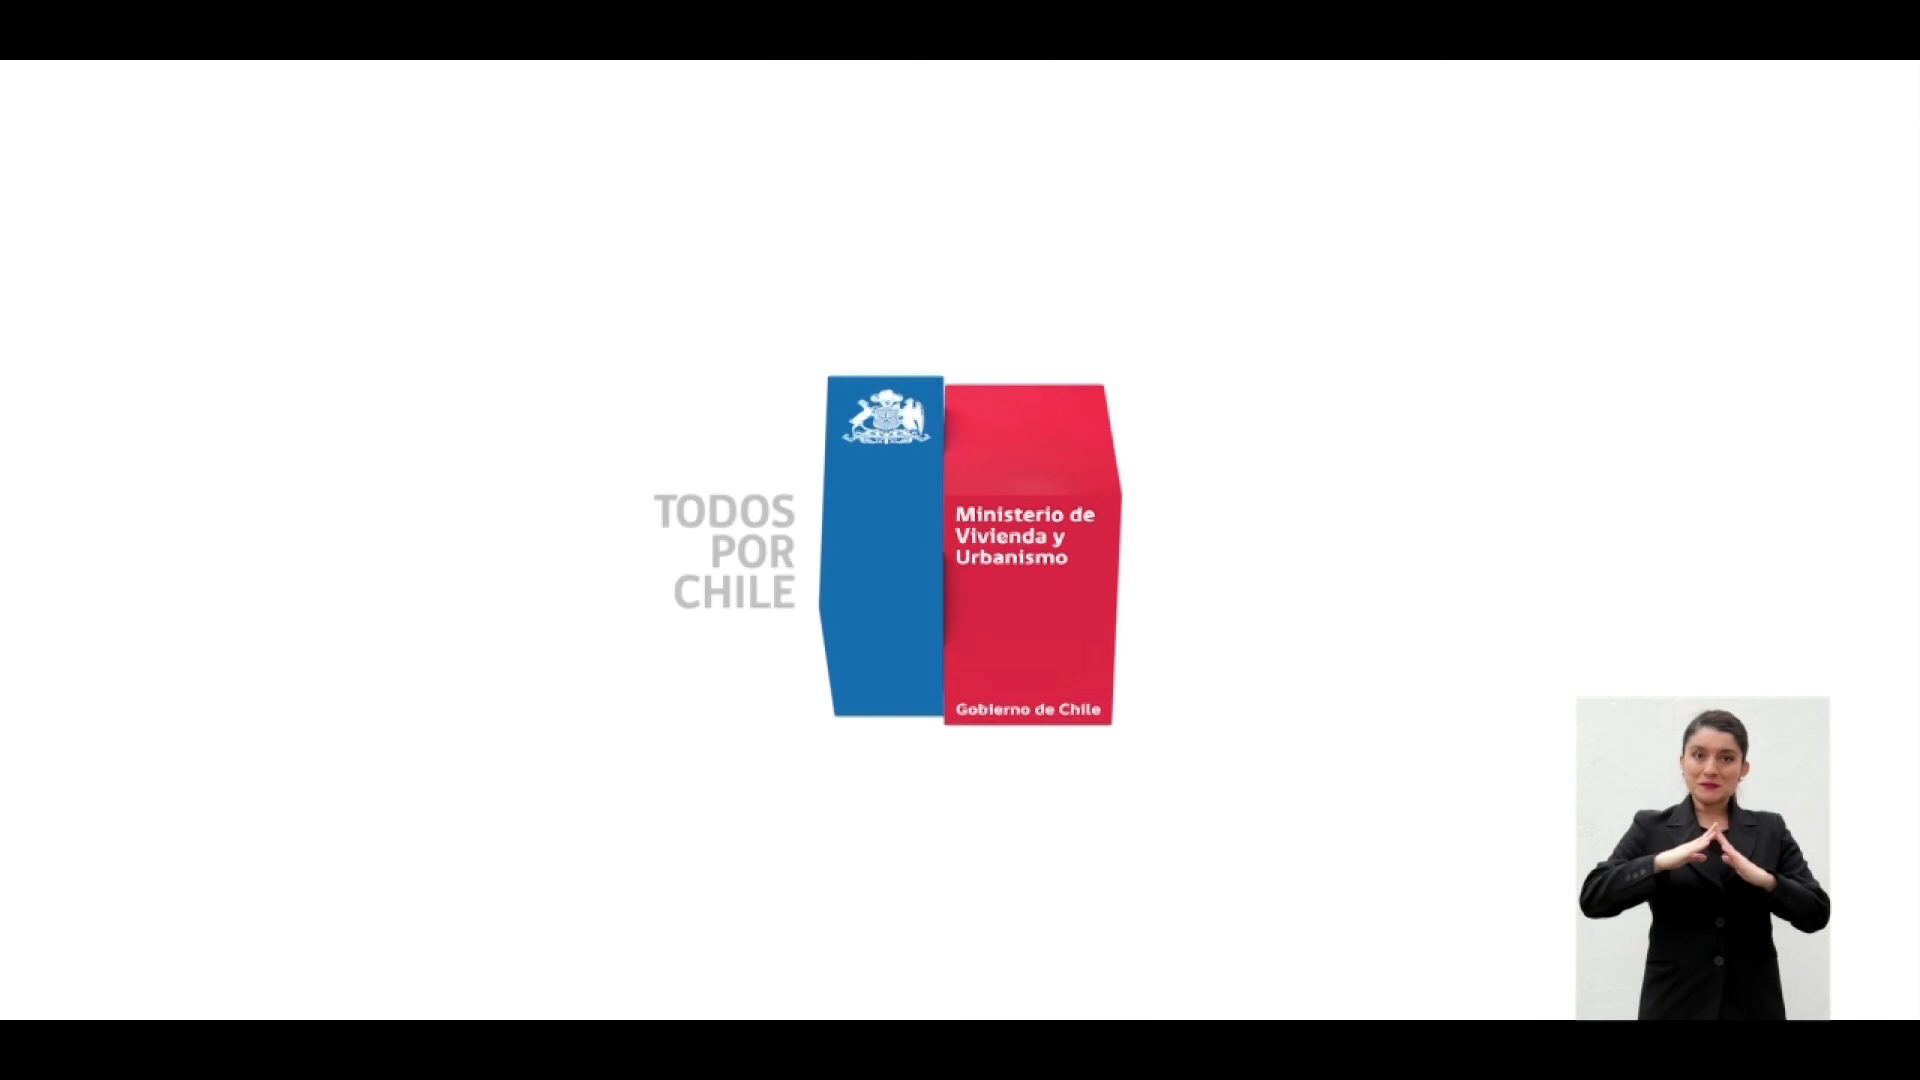 TODOS
POR
CHILE
Ministerio de
Vivienda y
Urbanismo
Gobierno de Chile